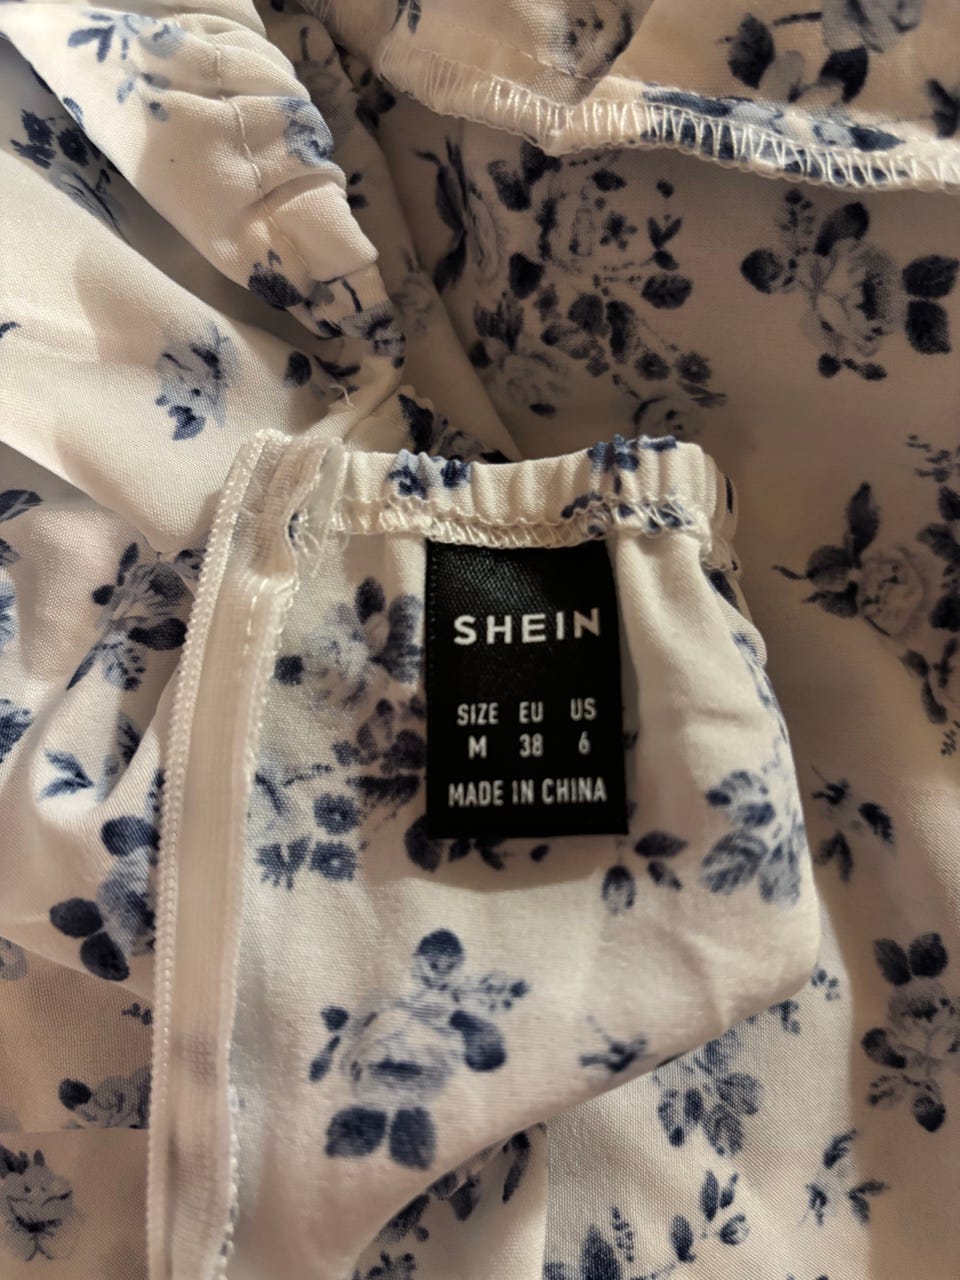 SHEIN
SIZE EU US
M 38 6
MADE IN CHINA